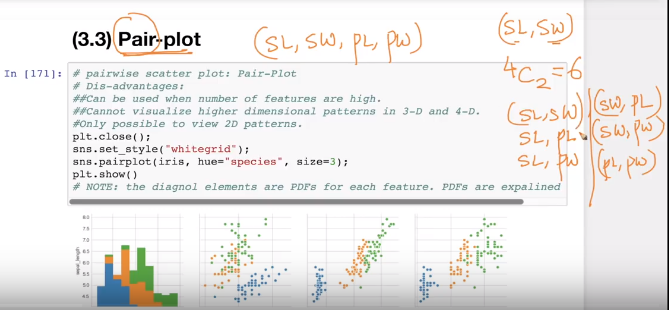 (3.3) Pair-plot
(SL, SW, PL, PW)
(SL, SW)
4C2 = 6
(SL, SW), (SW, PL)
SL, PL (SW, PW)
SL, PW (PL, PW)
In [171]: # pairwise scatter plot: Pair-Plot
# Dis-advantages:
##Can be used when number of features are high.
##Cannot visualize higher dimensional patterns in 3-D and 4-D.
#Only possible to view 2D patterns.
plt.close();
sns.set_style("whitegrid");
sns.pairplot(iris, hue="species", size=3);
plt.show()
# NOTE: the diagnol elements are PDFs for each feature. PDFs are expalined
8.0
7.5
7.0
6.5
6.0
5.5
5.0
4.5
sepal_length